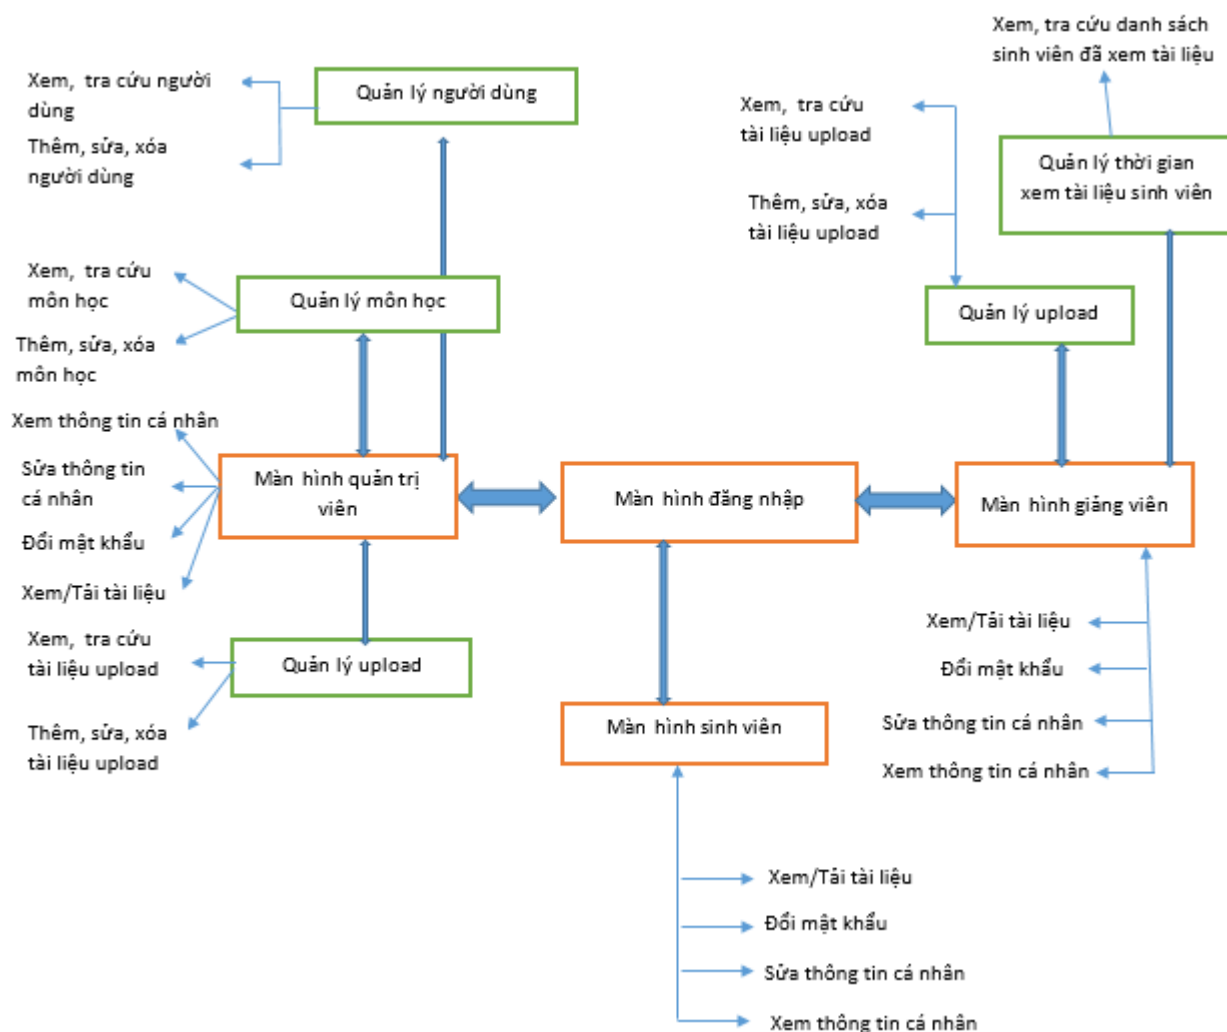 Xem, tra cứu danh sách
sinh viên đã xem tài liệu
Xem, tra cứu người
dùng
Thêm, sửa, xóa
người dùng
Quản lý người dùng
Xem, tra cứu
tài liệu upload
Thêm, sửa, xóa
tài liệu upload
Quản lý thời gian
xem tài liệu sinh viên
Xem, tra cứu
môn học
Thêm, sửa, xóa
môn học
Quản lý môn học
Quản lý upload
Xem thông tin cá nhân
Sửa thông tin
cá nhân
Đổi mật khẩu
Xem/Tải tài liệu
Màn hình quản trị
viên
Màn hình đăng nhập
Màn hình giảng viên
Xem, tra cứu
tài liệu upload
Thêm, sửa, xóa
tài liệu upload
Quản lý upload
Màn hình sinh viên
Xem/Tải tài liệu
Đổi mật khẩu
Sửa thông tin cá nhân
Xem thông tin cá nhân
Xem/Tải tài liệu
Đổi mật khẩu
Sửa thông tin cá nhân
Xem thông tin cá nhân